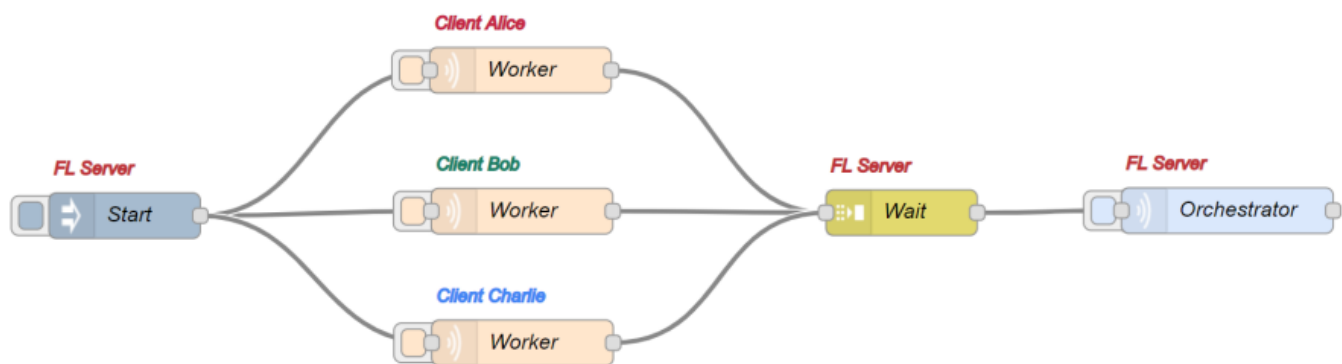 Client Alice
Worker
FL Server
Start
Client Bob
Worker
Client Charlie
Worker
FL Server
Wait
FL Server
Orchestrator